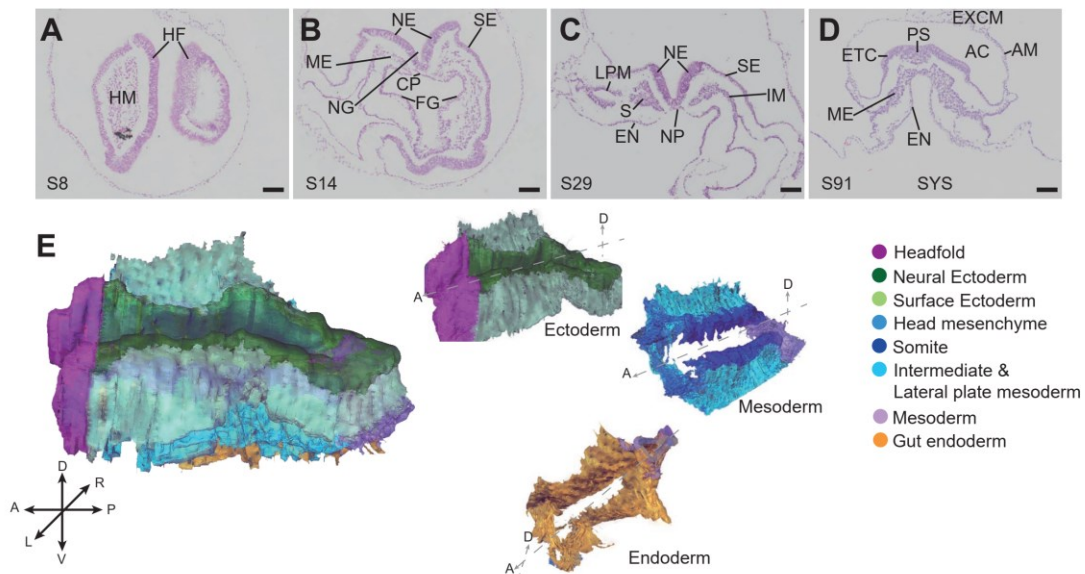 A
HF
HM
S8
B
NE
SE
ME
CP
FG
NG
S14
C
NE
SE
LPM
IM
S
EN
NP
S29
D
EXCM
PS
ETC
AC
AM
ME
EN
S91
SYS
E
D
R
A
P
L
V
D
A
Ectoderm
D
A
Mesoderm
D
A
Endoderm
Headfold
Neural Ectoderm
Surface Ectoderm
Head mesenchyme
Somite
Intermediate &
Lateral plate mesoderm
Mesoderm
Gut endoderm